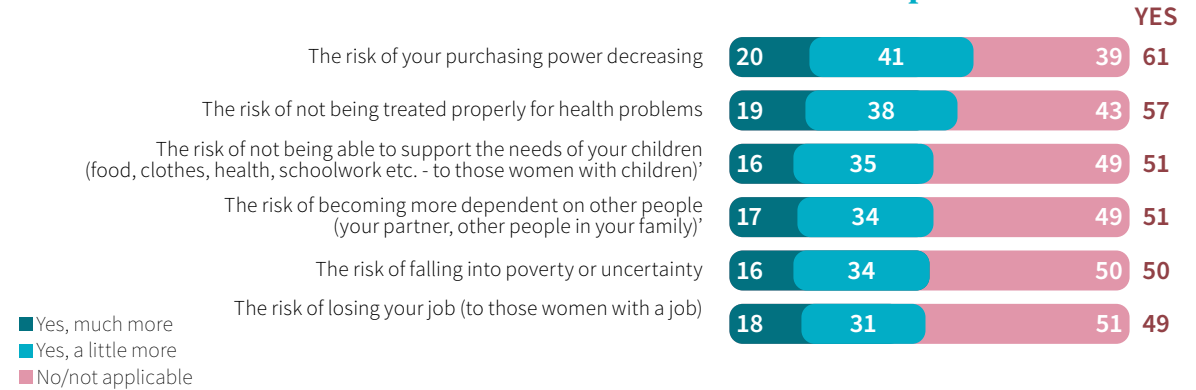 YES
The risk of your purchasing power decreasing 20 41 39 61
The risk of not being treated properly for health problems 19 38 43 57
The risk of not being able to support the needs of your children
(food, clothes, health, schoolwork etc. - to those women with children)’ 16 35 49 51
The risk of becoming more dependent on other people
(your partner, other people in your family)’ 17 34 49 51
The risk of falling into poverty or uncertainty 16 34 50 50
The risk of losing your job (to those women with a job) 18 31 51 49
Yes, much more
Yes, a little more
No/not applicable